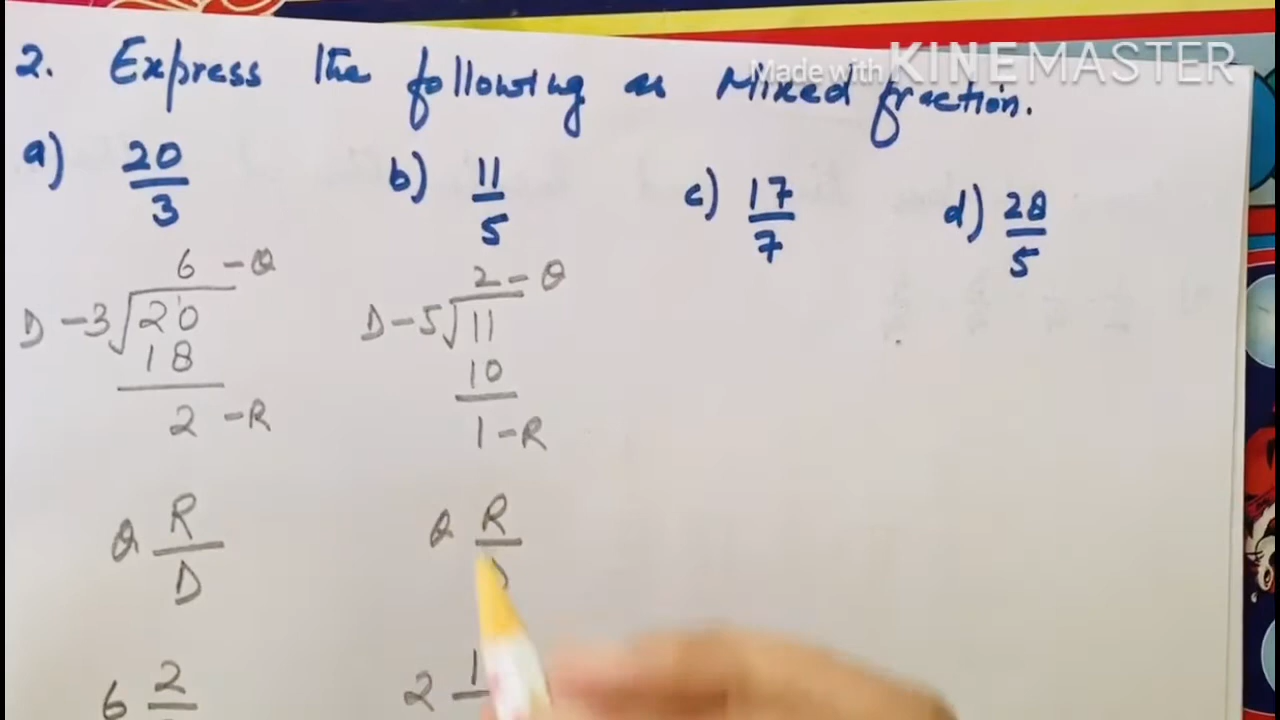 2. Express the following as Mixed fraction.
Made with KINEMASTER
a) 20/3 b) 11/5 c) 17/7 d) 28/5
6 - Q 2 - Q
D - 3 √20 D - 5 √11
18 10
2 - R 1 - R
Q R/D Q R
6 2 2 1